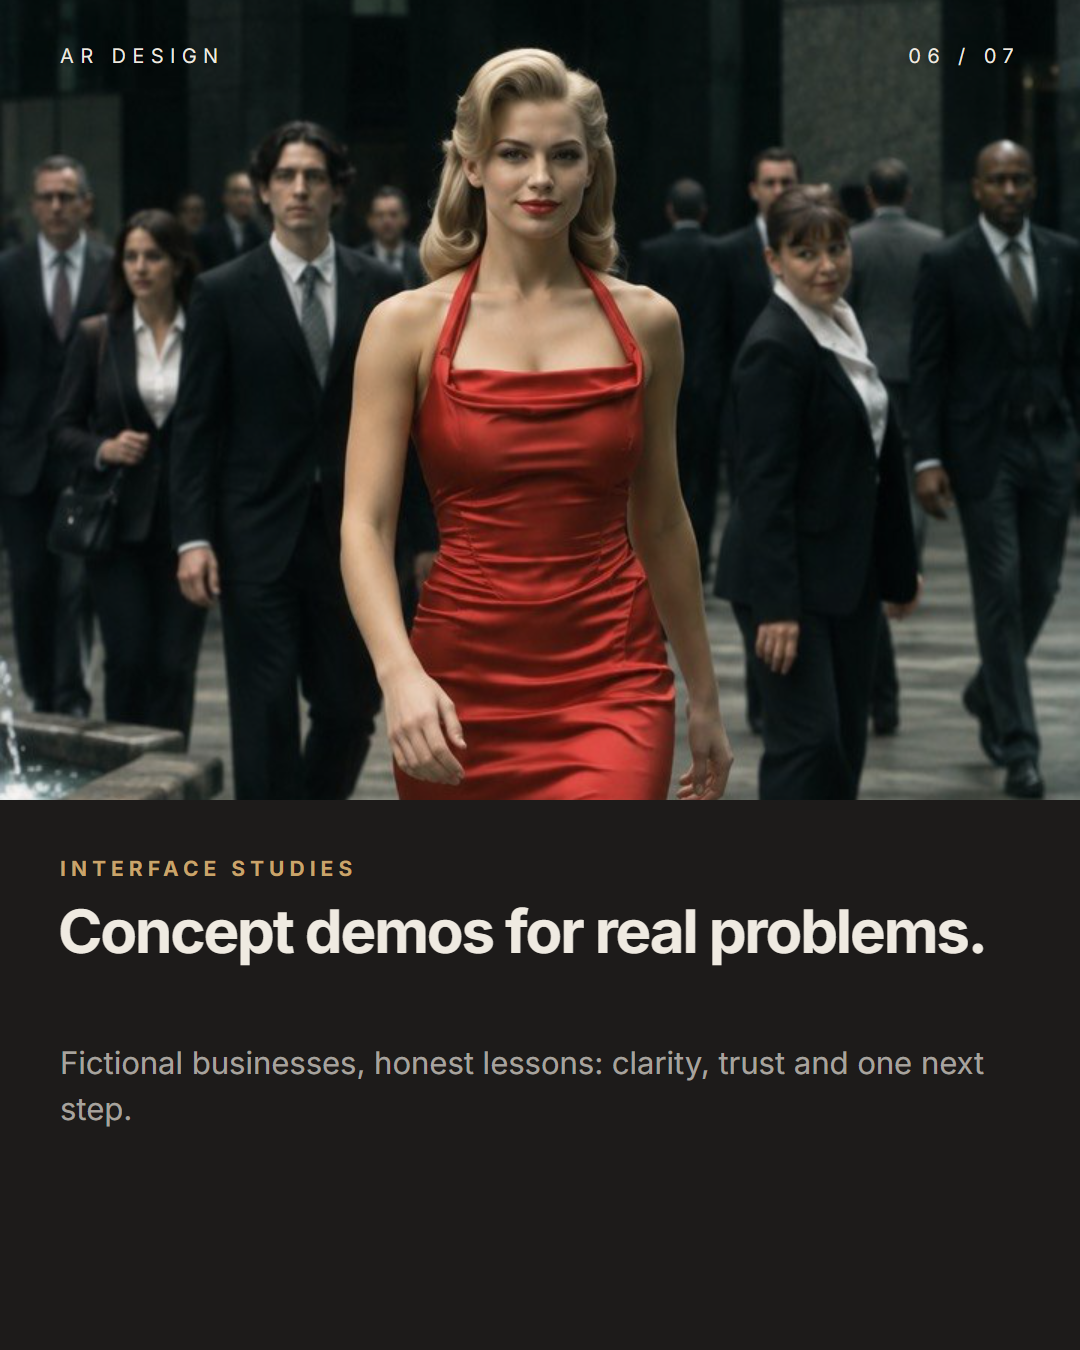 AR DESIGN
06 / 07
INTERFACE STUDIES
Concept demos for real problems.
Fictional businesses, honest lessons: clarity, trust and one next
step.